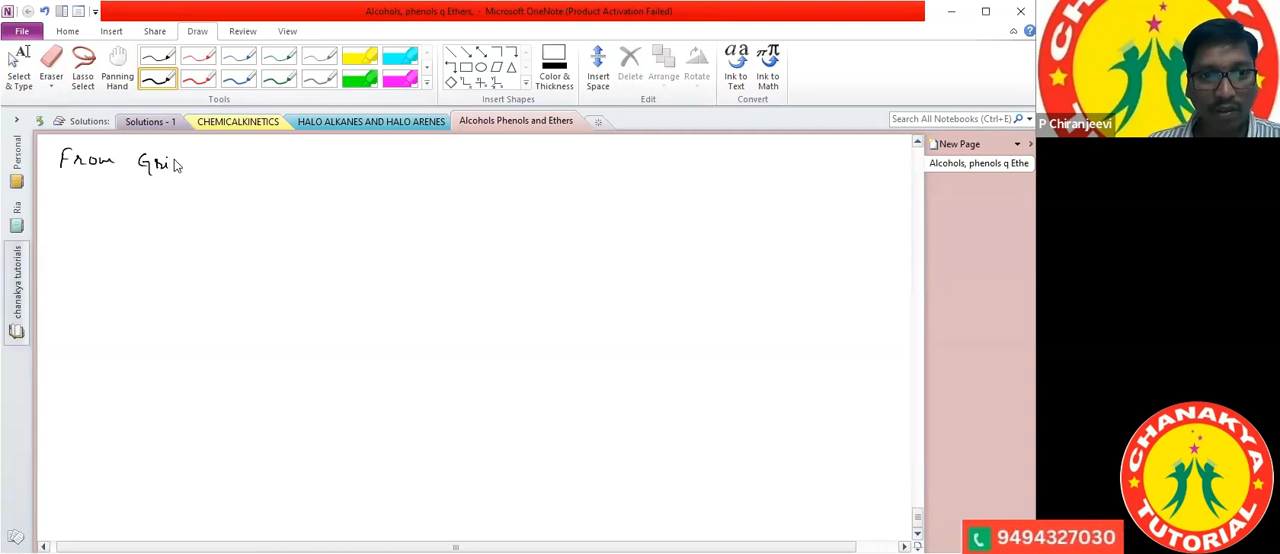 Alcohols, phenols q Ethers, - Microsoft OneNote (Product Activation Failed)
File Home Insert Share Draw Review View
Select & Type
Eraser
Lasso Select
Panning Hand
Color & Thickness
Insert Space
Delete
Arrange
Rotate
Ink to Text
Ink to Math
Tools
Insert Shapes
Edit
Convert
Solutions: Solutions - 1 CHEMICALKINETICS HALO ALKANES AND HALO ARENES Alcohols Phenols and Ethers
Search All Notebooks (Ctrl+E)
New Page
Alcohols, phenols q Ethe
Personal
Ria
chanakya tutorials
From Gri
P Chiranjeevi
CHANAKYA
TUTORIAL
9494327030